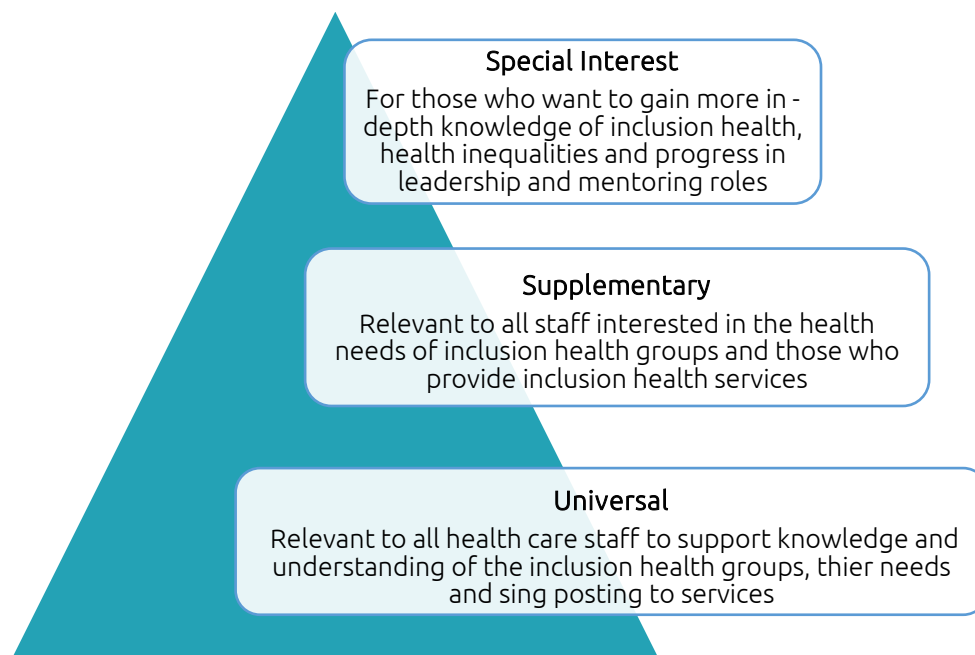 Special Interest
For those who want to gain more in -
depth knowledge of inclusion health,
health inequalities and progress in
leadership and mentoring roles
Supplementary
Relevant to all staff interested in the health
needs of inclusion health groups and those who
provide inclusion health services
Universal
Relevant to all health care staff to support knowledge and
understanding of the inclusion health groups, thier needs
and sing posting to services